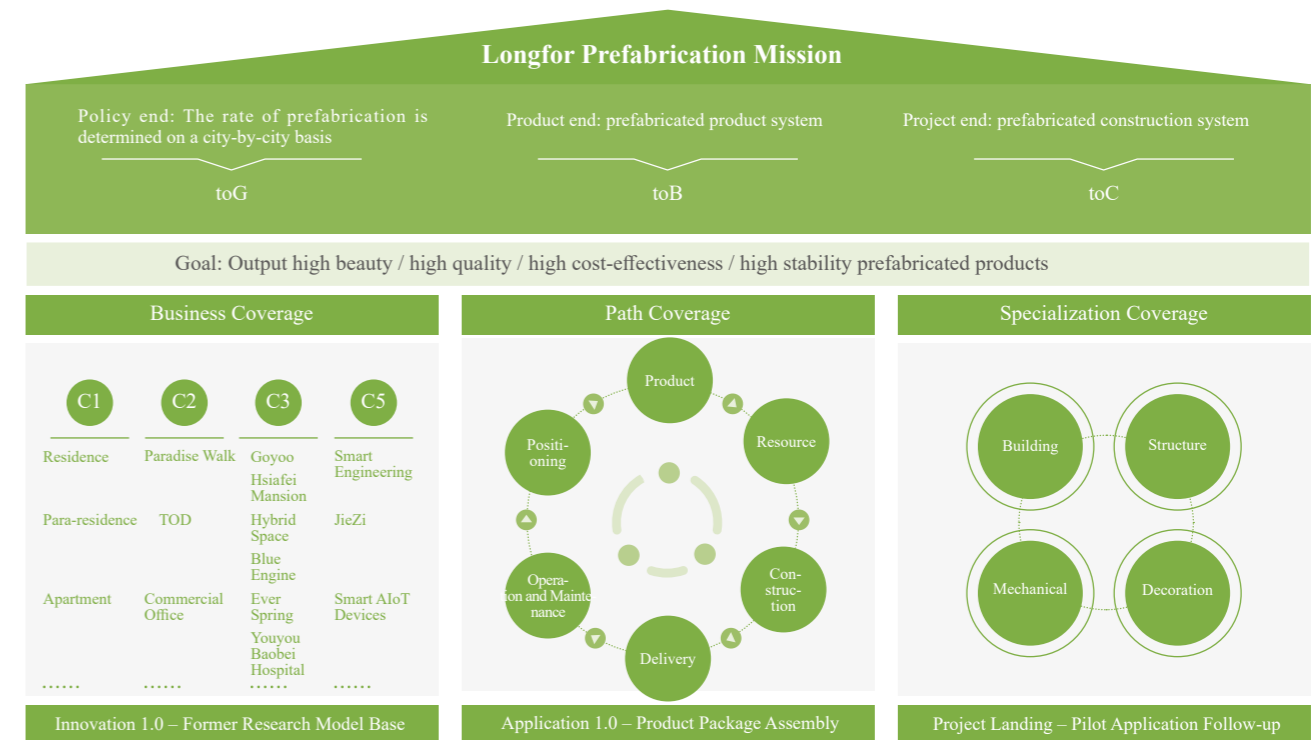 Longfor Prefabrication Mission
Policy end: The rate of prefabrication is
determined on a city-by-city basis
toG
Product end: prefabricated product system
toB
Project end: prefabricated construction system
toC
Goal: Output high beauty / high quality / high cost-effectiveness / high stability prefabricated products
Business Coverage
C1
C2
C3
C5
Residence
Paradise Walk
Goyoo
Smart
Engineering
Hsiafei
Mansion
Para-residence
TOD
Hybrid
Space
JieZi
Blue
Engine
Apartment
Commercial
Office
Ever
Spring
Smart AIoT
Devices
Youyou
Baobei
Hospital
......
......
......
......
Innovation 1.0 – Former Research Model Base
Path Coverage
Product
Resource
Con-
struc-
tion
Delivery
Opera-
ion and Mainte
nance
Positi-
oning
Application 1.0 – Product Package Assembly
Specialization Coverage
Building
Structure
Mechanical
Decoration
Project Landing – Pilot Application Follow-up